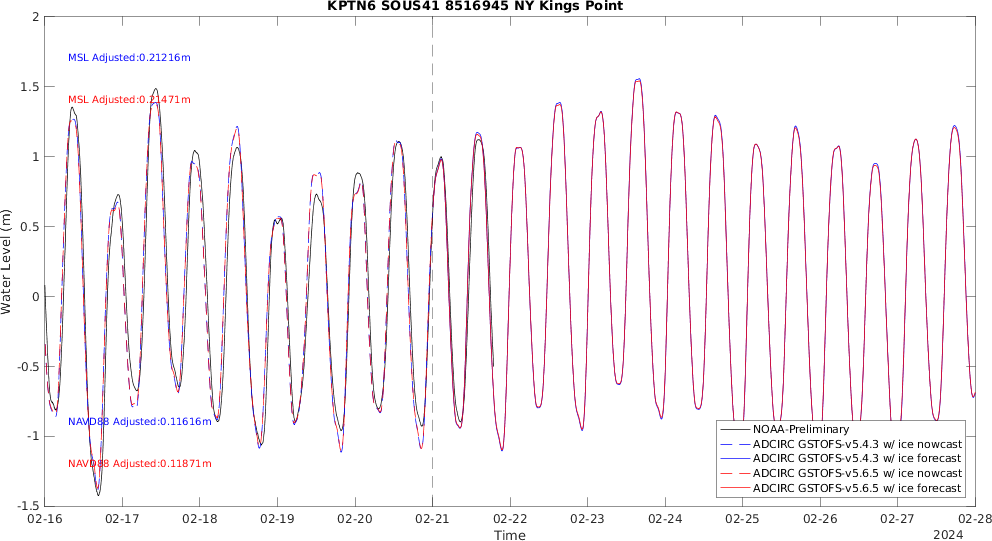 KPTN6 SOUS41 8516945 NY Kings Point
2
1.5
1
0.5
0
-0.5
-1
-1.5
Water Level (m)
MSL Adjusted:0.21216m
MSL Adjusted:0.21471m
NAVD88 Adjusted:0.11616m
NAVD88 Adjusted:0.11871m
NOAA-Preliminary
ADCIRC GSTOFS-v5.4.3 w/ ice nowcast
ADCIRC GSTOFS-v5.4.3 w/ ice forecast
ADCIRC GSTOFS-v5.6.5 w/ ice nowcast
ADCIRC GSTOFS-v5.6.5 w/ ice forecast
02-16 02-17 02-18 02-19 02-20 02-21 02-22 02-23 02-24 02-25 02-26 02-27 02-28
Time
2024